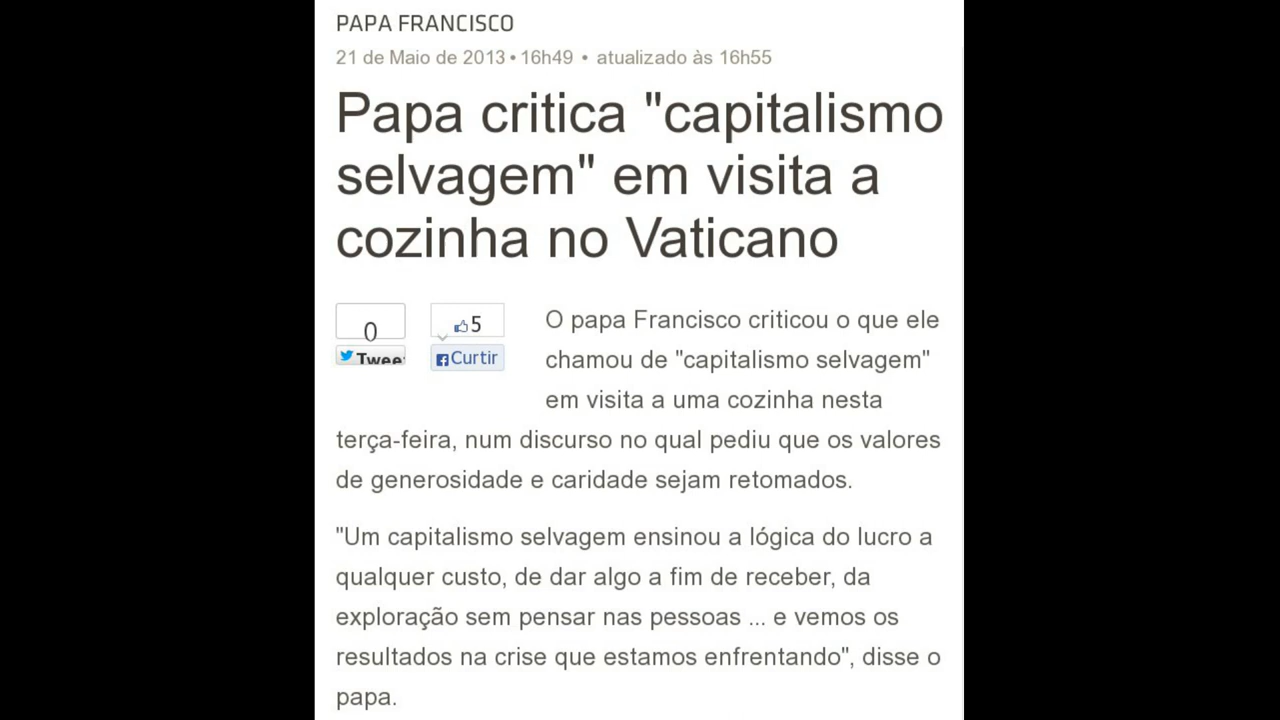 PAPA FRANCISCO
21 de Maio de 2013 • 16h49 • atualizado às 16h55
Papa critica "capitalismo
selvagem" em visita a
cozinha no Vaticano
0
Tweet
5
Curtir
O papa Francisco criticou o que ele
chamou de "capitalismo selvagem"
em visita a uma cozinha nesta
terça-feira, num discurso no qual pediu que os valores
de generosidade e caridade sejam retomados.
"Um capitalismo selvagem ensinou a lógica do lucro a
qualquer custo, de dar algo a fim de receber, da
exploração sem pensar nas pessoas ... e vemos os
resultados na crise que estamos enfrentando", disse o
papa.